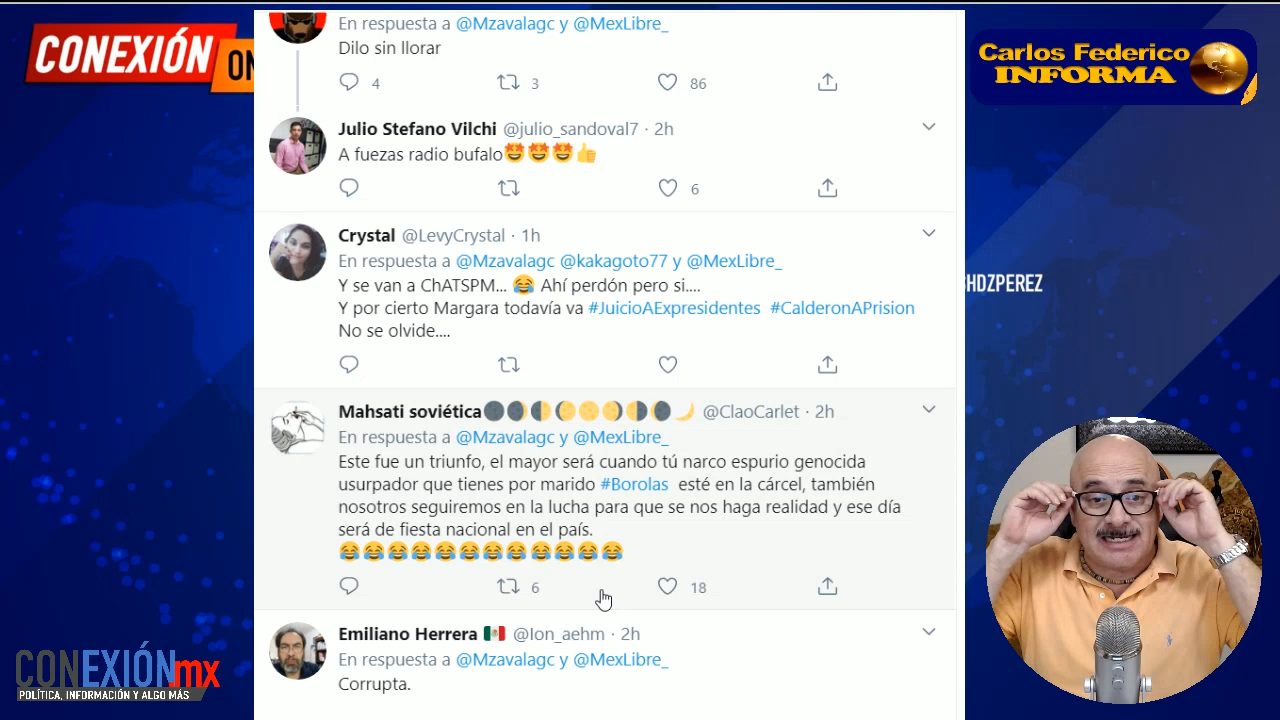 CONEXIÓN
ON
Carlos Federico
INFORMA
En respuesta a @Mzavalagc y @MexLibre_
Dilo sin llorar
4 3 86
Julio Stefano Vilchi @julio_sandoval7 · 2h
A fuezas radio bufalo🤩🤩🤩👍
6
Crystal @LevyCrystal · 1h
En respuesta a @Mzavalagc @kakagoto77 y @MexLibre_
Y se van a ChATSPM... 😂 Ahí perdón pero si....
Y por cierto Margara todavía va #JuicioAExpresidentes #CalderonAPrision
No se olvide....
HDZPEREZ
Mahsati soviética🌑🌒🌓🌔🌕🌖🌗🌘🌙 @ClaoCarlet · 2h
En respuesta a @Mzavalagc y @MexLibre_
Este fue un triunfo, el mayor será cuando tú narco espurio genocida
usurpador que tienes por marido #Borolas esté en la cárcel, también
nosotros seguiremos en la lucha para que se nos haga realidad y ese día
será de fiesta nacional en el país.
😂😂😂😂😂😂😂😂😂😂😂😂
6 18
Emiliano Herrera 🇲🇽 @Ion_aehm · 2h
En respuesta a @Mzavalagc y @MexLibre_
Corrupta.
CONEXIÓN.mx
POLÍTICA, INFORMACIÓN Y ALGO MÁS